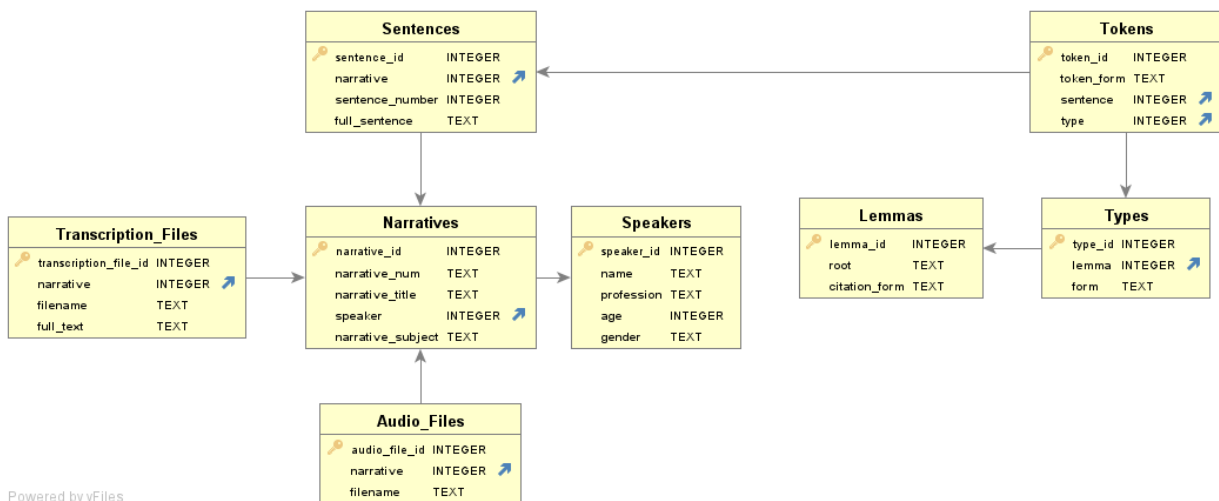 Sentences
sentence_id INTEGER
narrative INTEGER
sentence_number INTEGER
full_sentence TEXT
Tokens
token_id INTEGER
token_form TEXT
sentence INTEGER
type INTEGER
Transcription_Files
transcription_file_id INTEGER
narrative INTEGER
filename TEXT
full_text TEXT
Narratives
narrative_id INTEGER
narrative_num TEXT
narrative_title TEXT
speaker INTEGER
narrative_subject TEXT
Speakers
speaker_id INTEGER
name TEXT
profession TEXT
age INTEGER
gender TEXT
Lemmas
lemma_id INTEGER
root TEXT
citation_form TEXT
Types
type_id INTEGER
lemma INTEGER
form TEXT
Audio_Files
audio_file_id INTEGER
narrative INTEGER
filename TEXT
Powered by yFiles